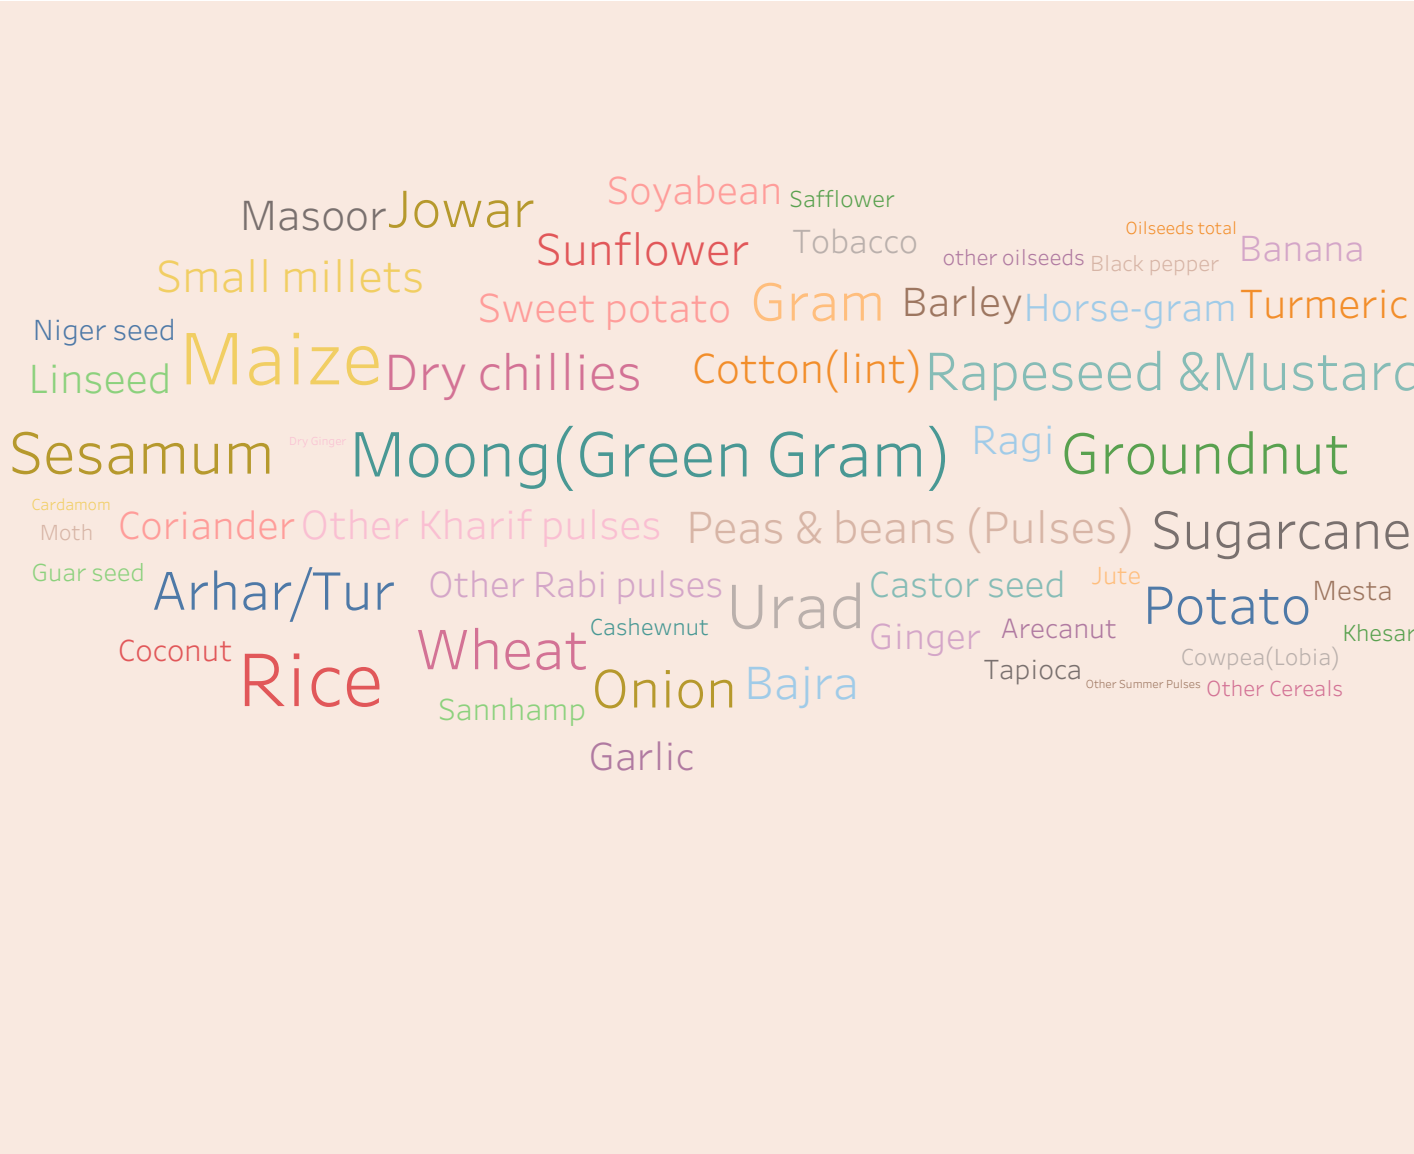 Soyabean
Safflower
Masoor
Jowar
Oilseeds total
Sunflower
Tobacco
other oilseeds
Black pepper
Banana
Small millets
Sweet potato
Gram
Barley
Horse-gram
Turmeric
Niger seed
Maize
Linseed
Dry chillies
Cotton(lint)
Rapeseed &Mustard
Sesamum
Dry Ginger
Moong(Green Gram)
Ragi
Groundnut
Cardamom
Moth
Coriander
Other Kharif pulses
Peas & beans (Pulses)
Sugarcane
Guar seed
Arhar/Tur
Other Rabi pulses
Urad
Castor seed
Jute
Potato
Mesta
Coconut
Rice
Wheat
Cashewnut
Ginger
Arecanut
Khesar
Cowpea(Lobia)
Tapioca
Other Summer Pulses
Other Cereals
Onion
Bajra
Sannhamp
Garlic